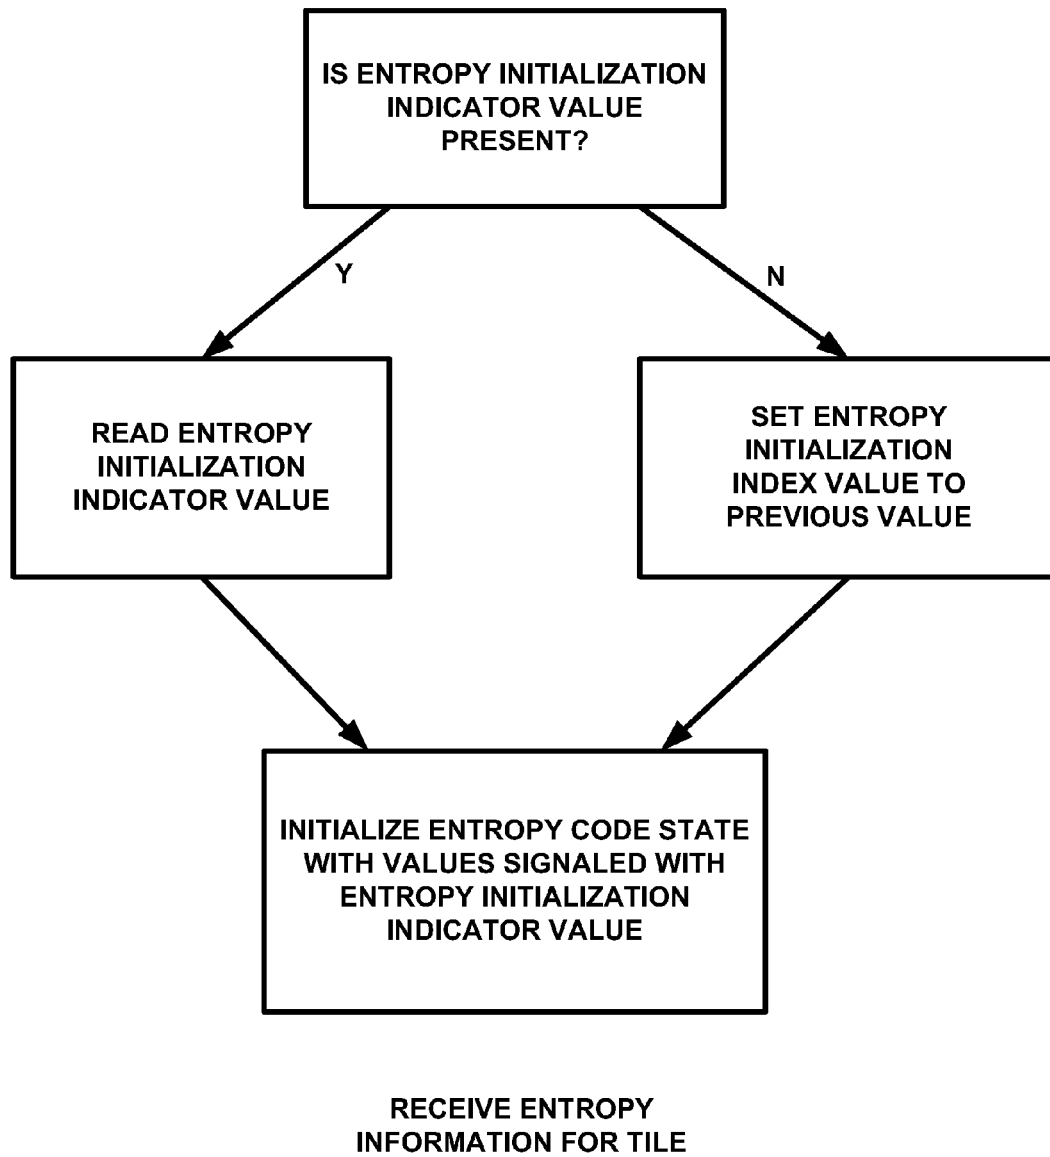 IS ENTROPY INITIALIZATION
INDICATOR VALUE
PRESENT?
Y
N
READ ENTROPY
INITIALIZATION
INDICATOR VALUE
SET ENTROPY
INITIALIZATION
INDEX VALUE TO
PREVIOUS VALUE
INITIALIZE ENTROPY CODE STATE
WITH VALUES SIGNALED WITH
ENTROPY INITIALIZATION
INDICATOR VALUE
RECEIVE ENTROPY
INFORMATION FOR TILE